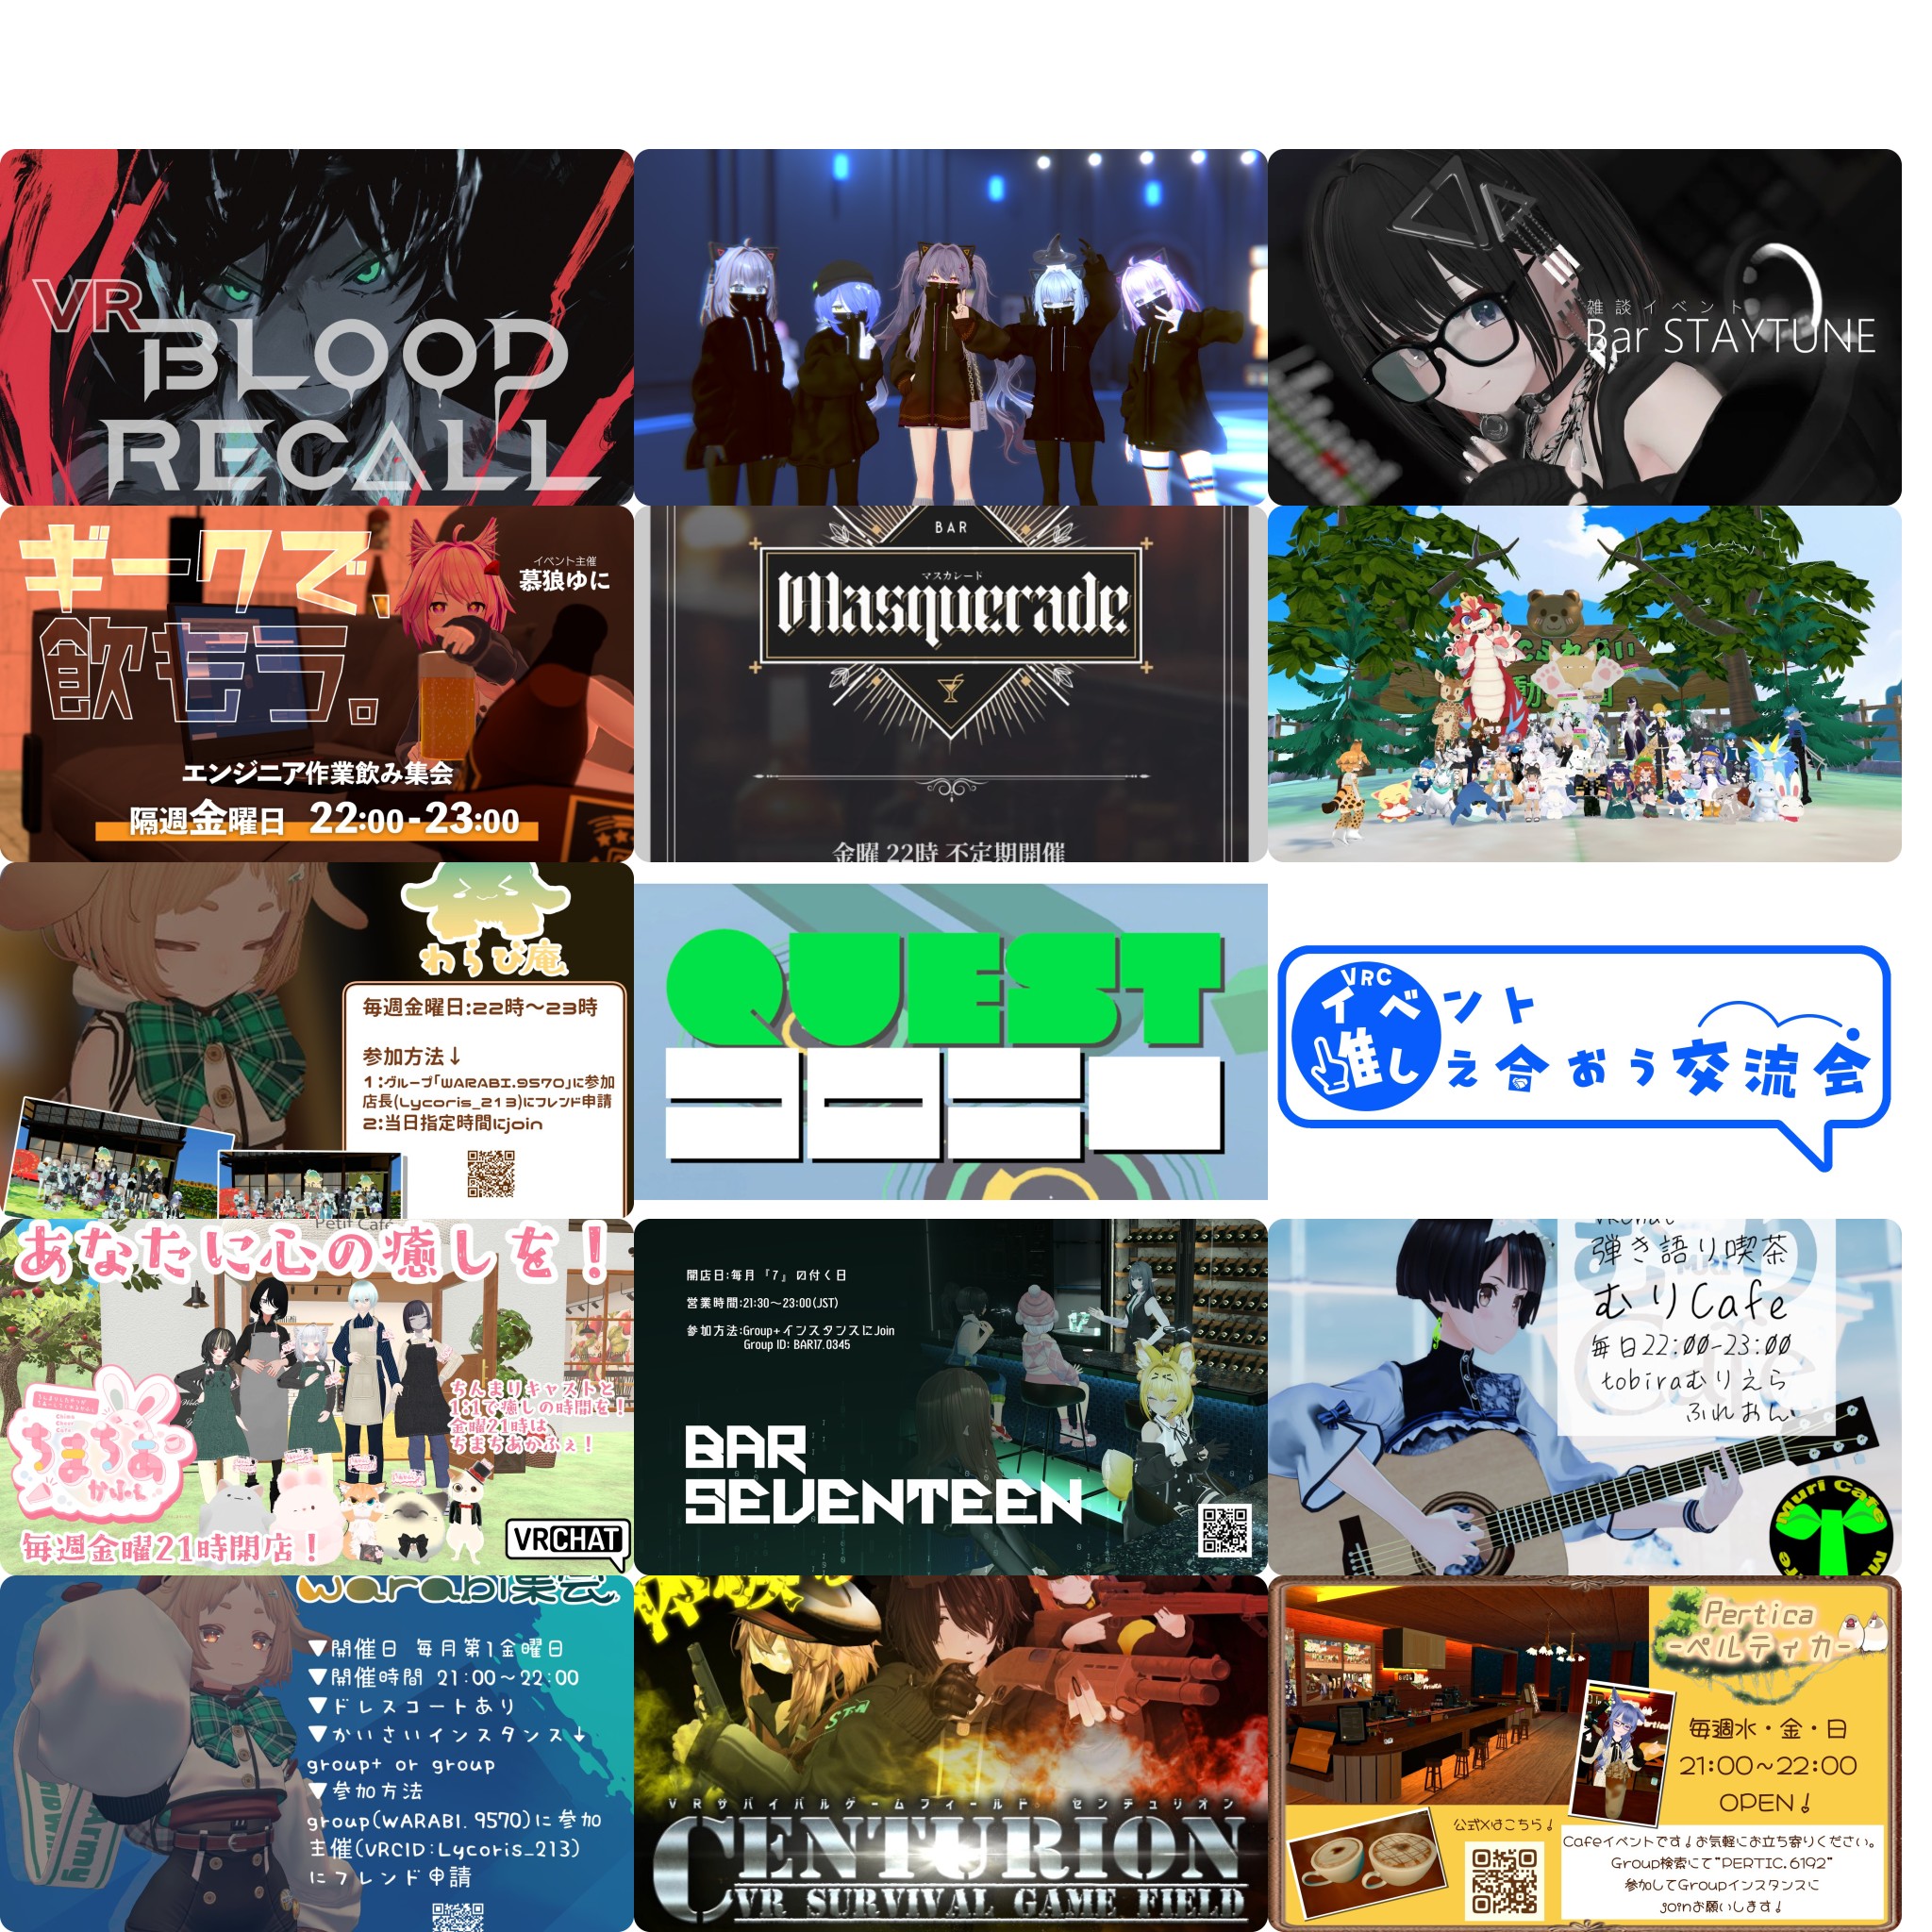 VR
BLOOD
RECALL
雑談イベント
Bar STAYTUNE
ギークで、
飲もう。
イベント主催
慕狼ゆに
エンジニア作業飲み集会
隔週金曜日 22:00-23:00
BAR
マスカレード
Masquerade
金曜 22時 不定期開催
わらび庵
毎週金曜日:22時～23時
参加方法↓
1:グループ「WARABI.9570」に参加
店長(Lycoris_213)にフレンド申請
2:当日指定時間にjoin
QUEST
コロニー
VRC
イベント
推しえ合おう交流会
Petit Cafe
あなたに心の癒しを！
ちまちあ
かふぇ
ちんまりキャストと
1:1で癒しの時間を！
金曜21時は
ちまちあかふぇ！
毎週金曜21時開店！
VRCHAT
開店日:毎月『7』の付く日
営業時間:21:30～23:00(JST)
参加方法:Group+インスタンスにJoin
Group ID: BAR17.0345
BAR
SEVENTEEN
VRChat
弾き語り喫茶
むりCafe
毎日22:00-23:00
tobiraむりえら
ふれおん
Muri Cafe
warabi集会
▼開催日 毎月第1金曜日
▼開催時間 21:00～22:00
▼ドレスコートあり
▼かいさいインスタンス↓
group+ or group
▼参加方法
group(WARABI.9570)に参加
主催(VRCID:Lycoris_213)
にフレンド申請
VRサバイバルゲームフィールド センチュリオン
CENTURION
VR SURVIVAL GAME FIELD
Pertica
-ペルティカ-
毎週水・金・日
21:00～22:00
OPEN！
公式Xはこちら↓
Cafeイベントです！お気軽にお立ち寄りください。
Group検索にて"PERTIC.6192"
参加してGroupインスタンスに
joinお願いします！